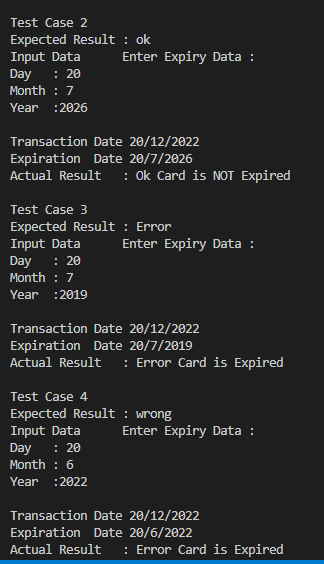 Test Case 2
Expected Result : ok
Input Data      Enter Expiry Data :
Day   : 20
Month : 7
Year  :2026
Transaction Date 20/12/2022
Expiration  Date 20/7/2026
Actual Result   : Ok Card is NOT Expired
Test Case 3
Expected Result : Error
Input Data      Enter Expiry Data :
Day   : 20
Month : 7
Year  :2019
Transaction Date 20/12/2022
Expiration  Date 20/7/2019
Actual Result   : Error Card is Expired
Test Case 4
Expected Result : wrong
Input Data      Enter Expiry Data :
Day   : 20
Month : 6
Year  :2022
Transaction Date 20/12/2022
Expiration  Date 20/6/2022
Actual Result   : Error Card is Expired